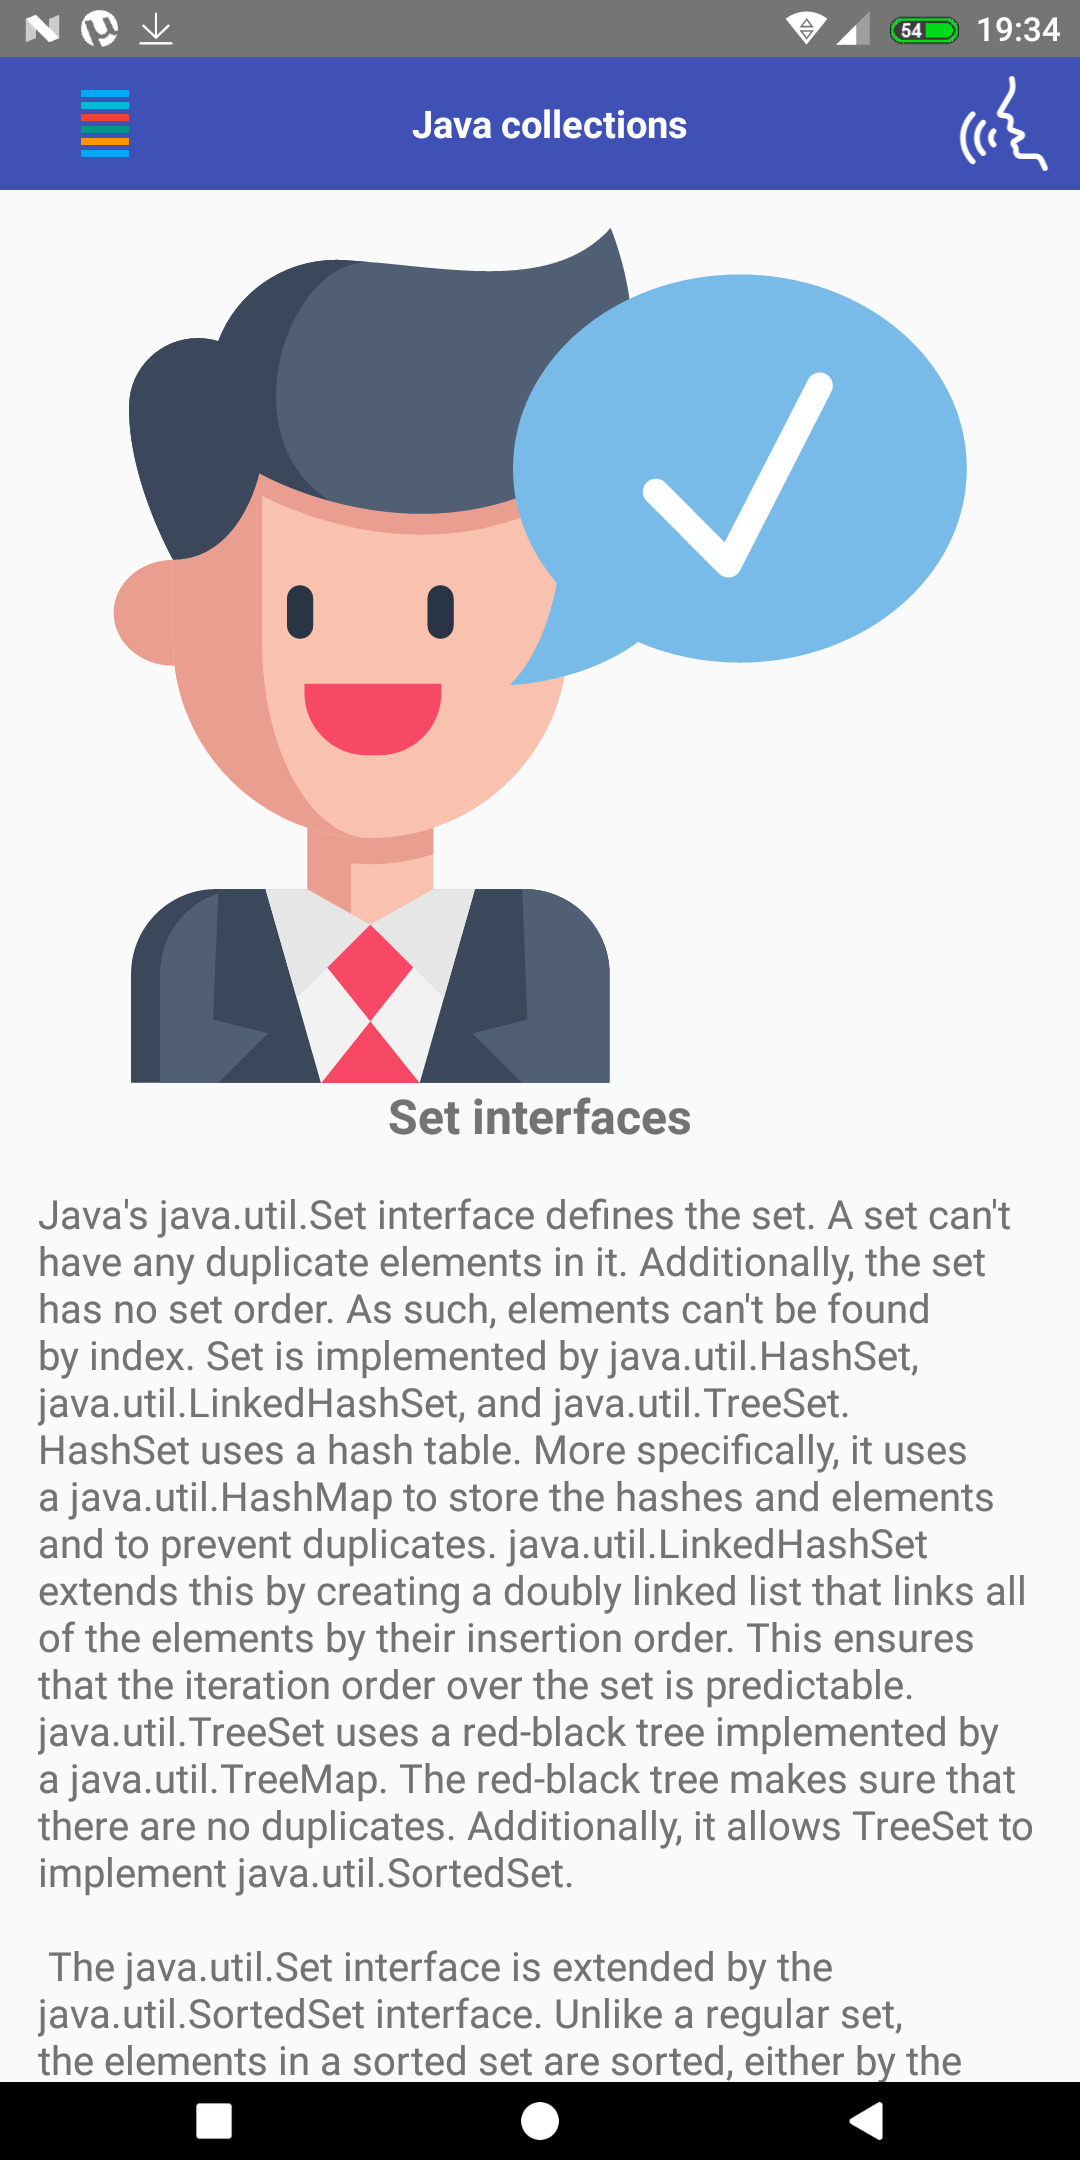 54 19:34
Java collections
Set interfaces
Java's java.util.Set interface defines the set. A set can't
have any duplicate elements in it. Additionally, the set
has no set order. As such, elements can't be found
by index. Set is implemented by java.util.HashSet,
java.util.LinkedHashSet, and java.util.TreeSet.
HashSet uses a hash table. More specifically, it uses
a java.util.HashMap to store the hashes and elements
and to prevent duplicates. java.util.LinkedHashSet
extends this by creating a doubly linked list that links all
of the elements by their insertion order. This ensures
that the iteration order over the set is predictable.
java.util.TreeSet uses a red-black tree implemented by
a java.util.TreeMap. The red-black tree makes sure that
there are no duplicates. Additionally, it allows TreeSet to
implement java.util.SortedSet.
The java.util.Set interface is extended by the
java.util.SortedSet interface. Unlike a regular set,
the elements in a sorted set are sorted, either by the